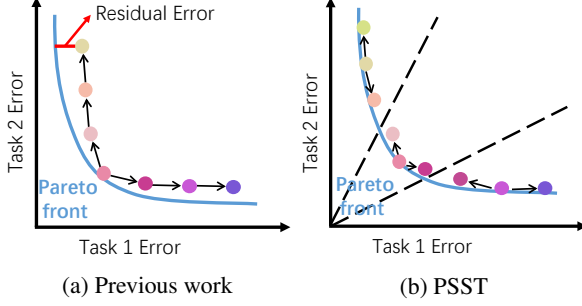 Residual Error
Task 2 Error
Pareto
front
Task 1 Error
(a) Previous work
Task 2 Error
Pareto
front
Task 1 Error
(b) PSST